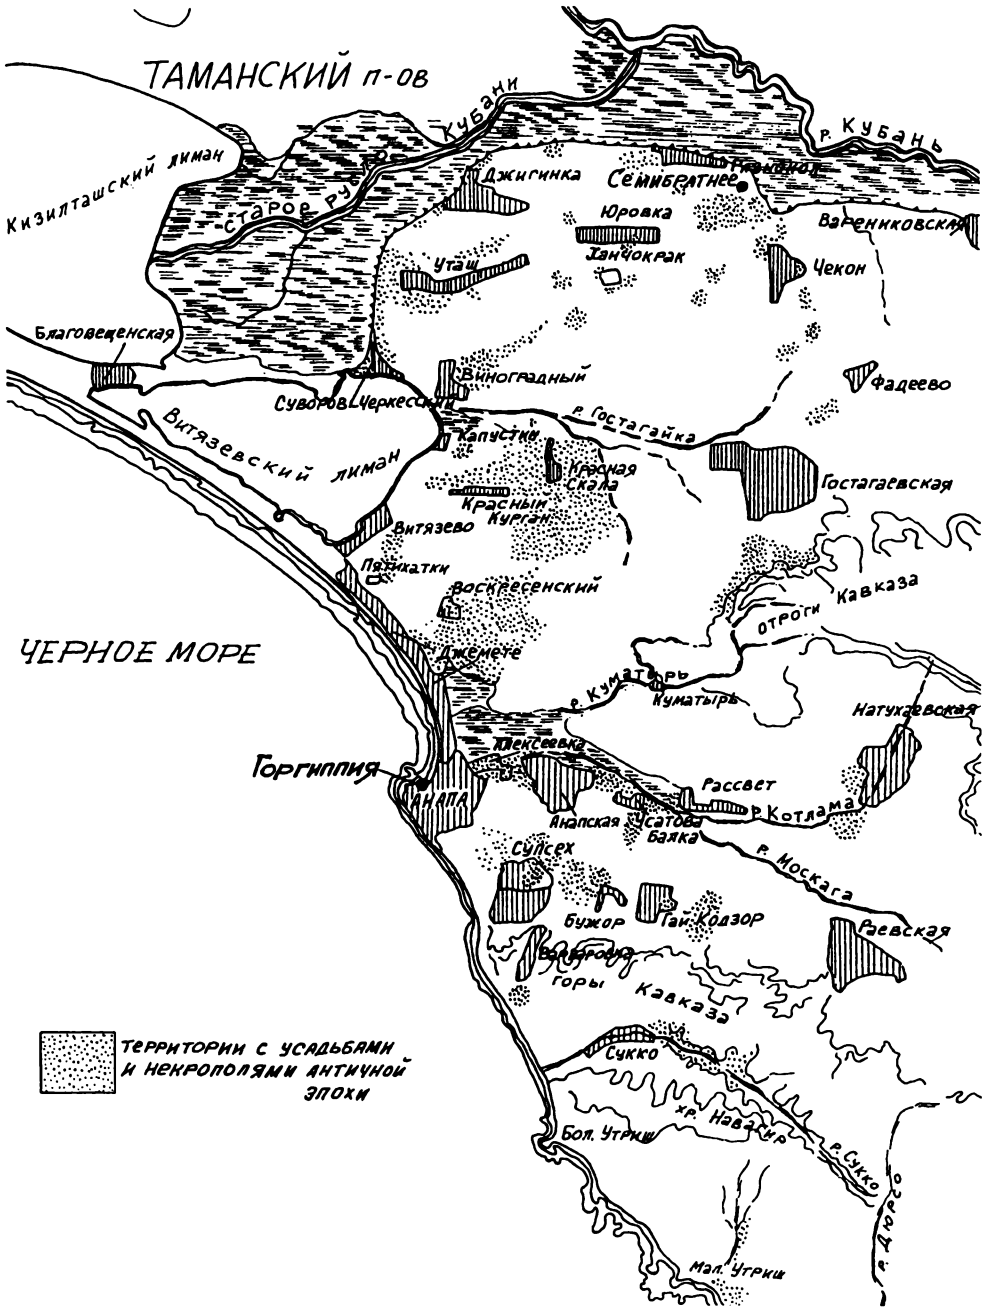 ТАМАНСКИЙ П-ОВ
Р. КУБАНЬ
СТАРОЕ РУСЛО КУБАНИ
КИЗИЛТАШСКИЙ ЛИМАН
ДЖИГИНКА
СЕМИБРАТНЕЕ
ЮРОВКА
ВАРЕНИКОВСКАЯ
ХАНЧОКРАК
УТАШ
ЧЕКОН
БЛАГОВЕЩЕНСКАЯ
ВИНОГРАДНЫЙ
ФАДЕЕВО
СУВОРОВ-ЧЕРКЕССКИЙ
Р. ГОСТАГАЙКА
ВИТЯЗЕВСКИЙ ЛИМАН
КАПУСТИН
КРАСНАЯ
СКАЛА
ГОСТАГАЕВСКАЯ
КРАСНЫЙ
КУРГАН
ВИТЯЗЕВО
ПЯТИХАТКИ
ВОСКРЕСЕНСКИЙ
ОТРОГИ КАВКАЗА
ЧЕРНОЕ МОРЕ
ДЖЕМЕТЕ
Р. КУМАТЫРЬ
КУМАТЫРЬ
НАТУХАЕВСКАЯ
АЛЕКСЕЕВКА
ГОРГИППИЯ
АНАПА
РАССВЕТ
Р. КОТЛАМА
АНАПСКАЯ
УСАТОВА
БАЛКА
СУПСЕХ
Р. МОСКАГА
БУЖОР
ГАЙ-КОДЗОР
РАЕВСКАЯ
ВАРВАРОВКА
ГОРЫ КАВКАЗА
ТЕРРИТОРИИ С УСАДЬБАМИ
И НЕКРОПОЛЯМИ АНТИЧНОЙ
ЭПОХИ
СУККО
ХР. НАВАГИР
БОЛ. УТРИШ
Р. СУККО
Р. ДЮРСО
МАЛ. УТРИШ